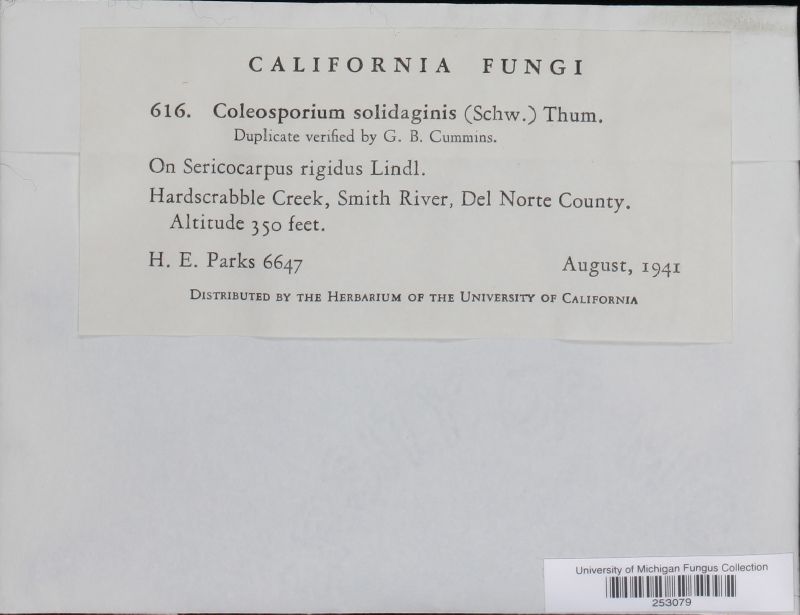 CALIFORNIA FUNGI
616. Coleosporium solidaginis (Schw.) Thum.
Duplicate verified by G. B. Cummins.
On Sericocarpus rigidus Lindl.
Hardscrabble Creek, Smith River, Del Norte County.
Altitude 350 feet.
H. E. Parks 6647 August, 1941
Distributed by the Herbarium of the University of California
University of Michigan Fungus Collection
253079